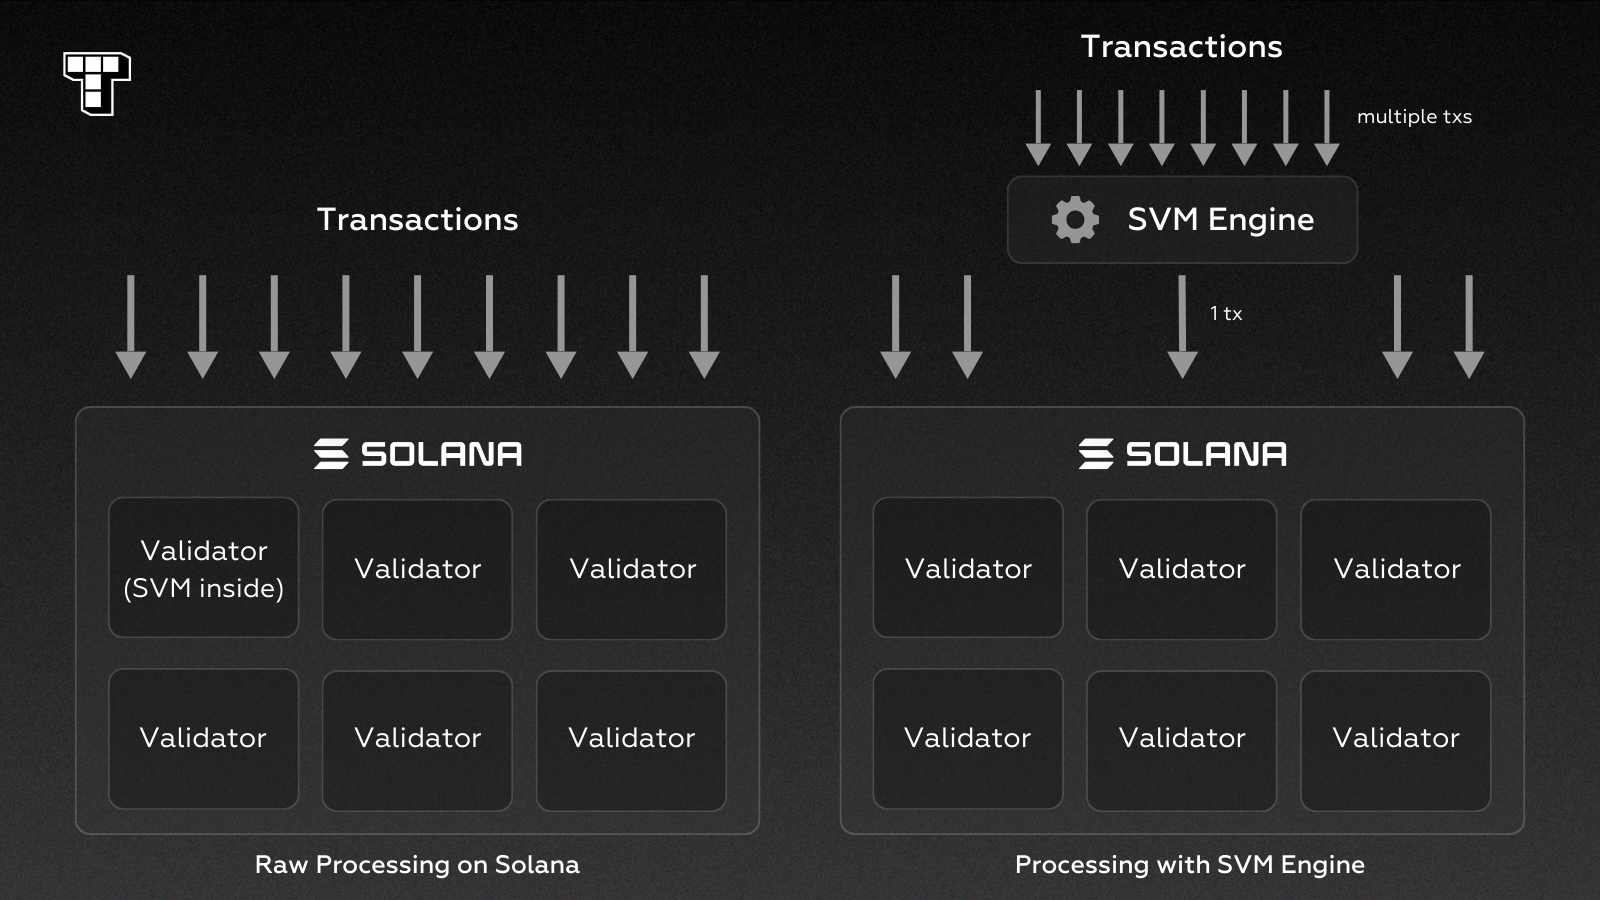 Transactions
SOLANA
Validator
(SVM inside)
Validator
Validator
Validator
Validator
Validator
Raw Processing on Solana
Transactions
multiple txs
SVM Engine
1 tx
SOLANA
Validator
Validator
Validator
Validator
Validator
Validator
Processing with SVM Engine